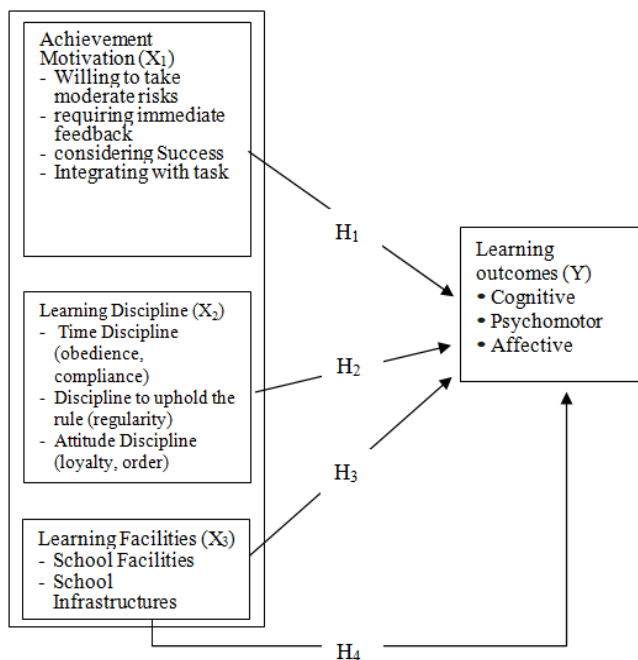 Achievement
Motivation (X₁)
- Willing to take
moderate risks
- requiring immediate
feedback
- considering Success
- Integrating with task
H₁
Learning
outcomes (Y)
• Cognitive
• Psychomotor
• Affective
Learning Discipline (X₂)
- Time Discipline
(obedience,
compliance)
- Discipline to uphold the
rule (regularity)
- Attitude Discipline
(loyalty, order)
H₂
H₃
Learning Facilities (X₃)
- School Facilities
- School
Infrastructures
H₄